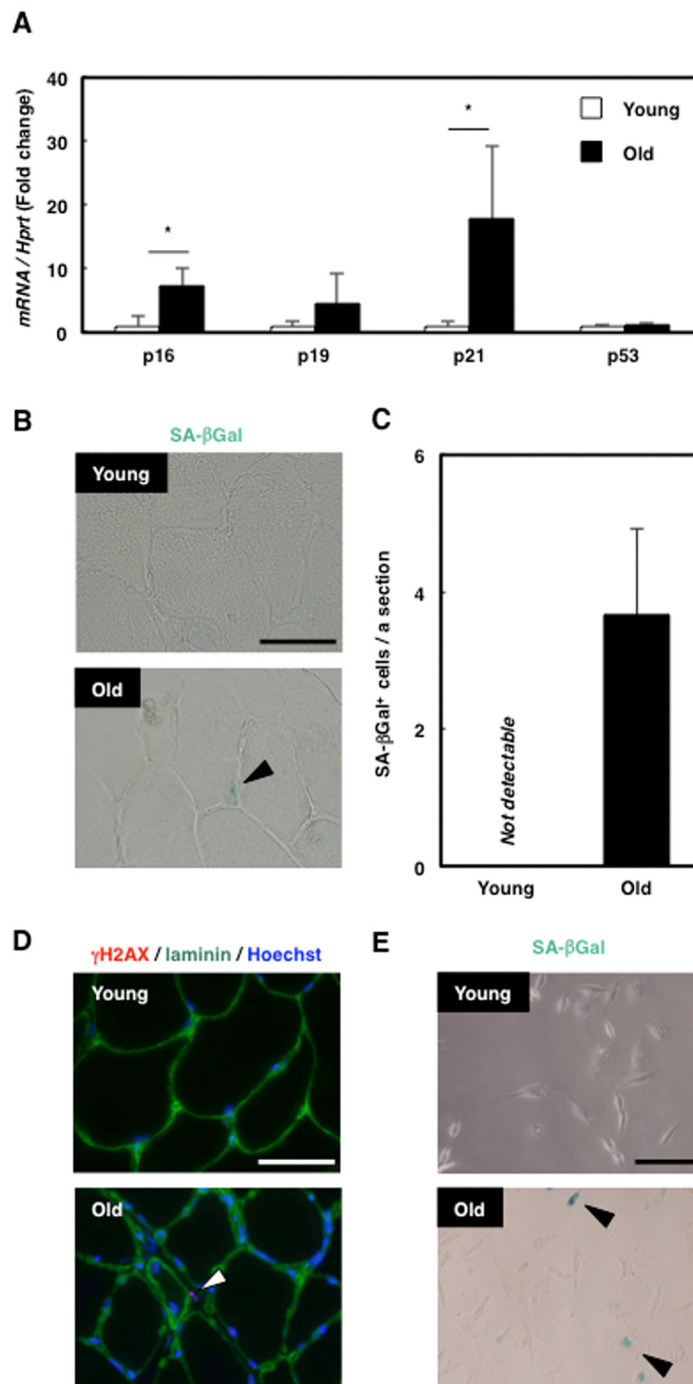 A
mRNA / Hprt (Fold change)
40
30
20
10
0
* *
Young
Old
p16 p19 p21 p53
B
SA-βGal
Young
Old
C
SA-βGal+ cells / a section
6
4
2
0
Not detectable
Young Old
D
γH2AX / laminin / Hoechst
Young
Old
E
SA-βGal
Young
Old